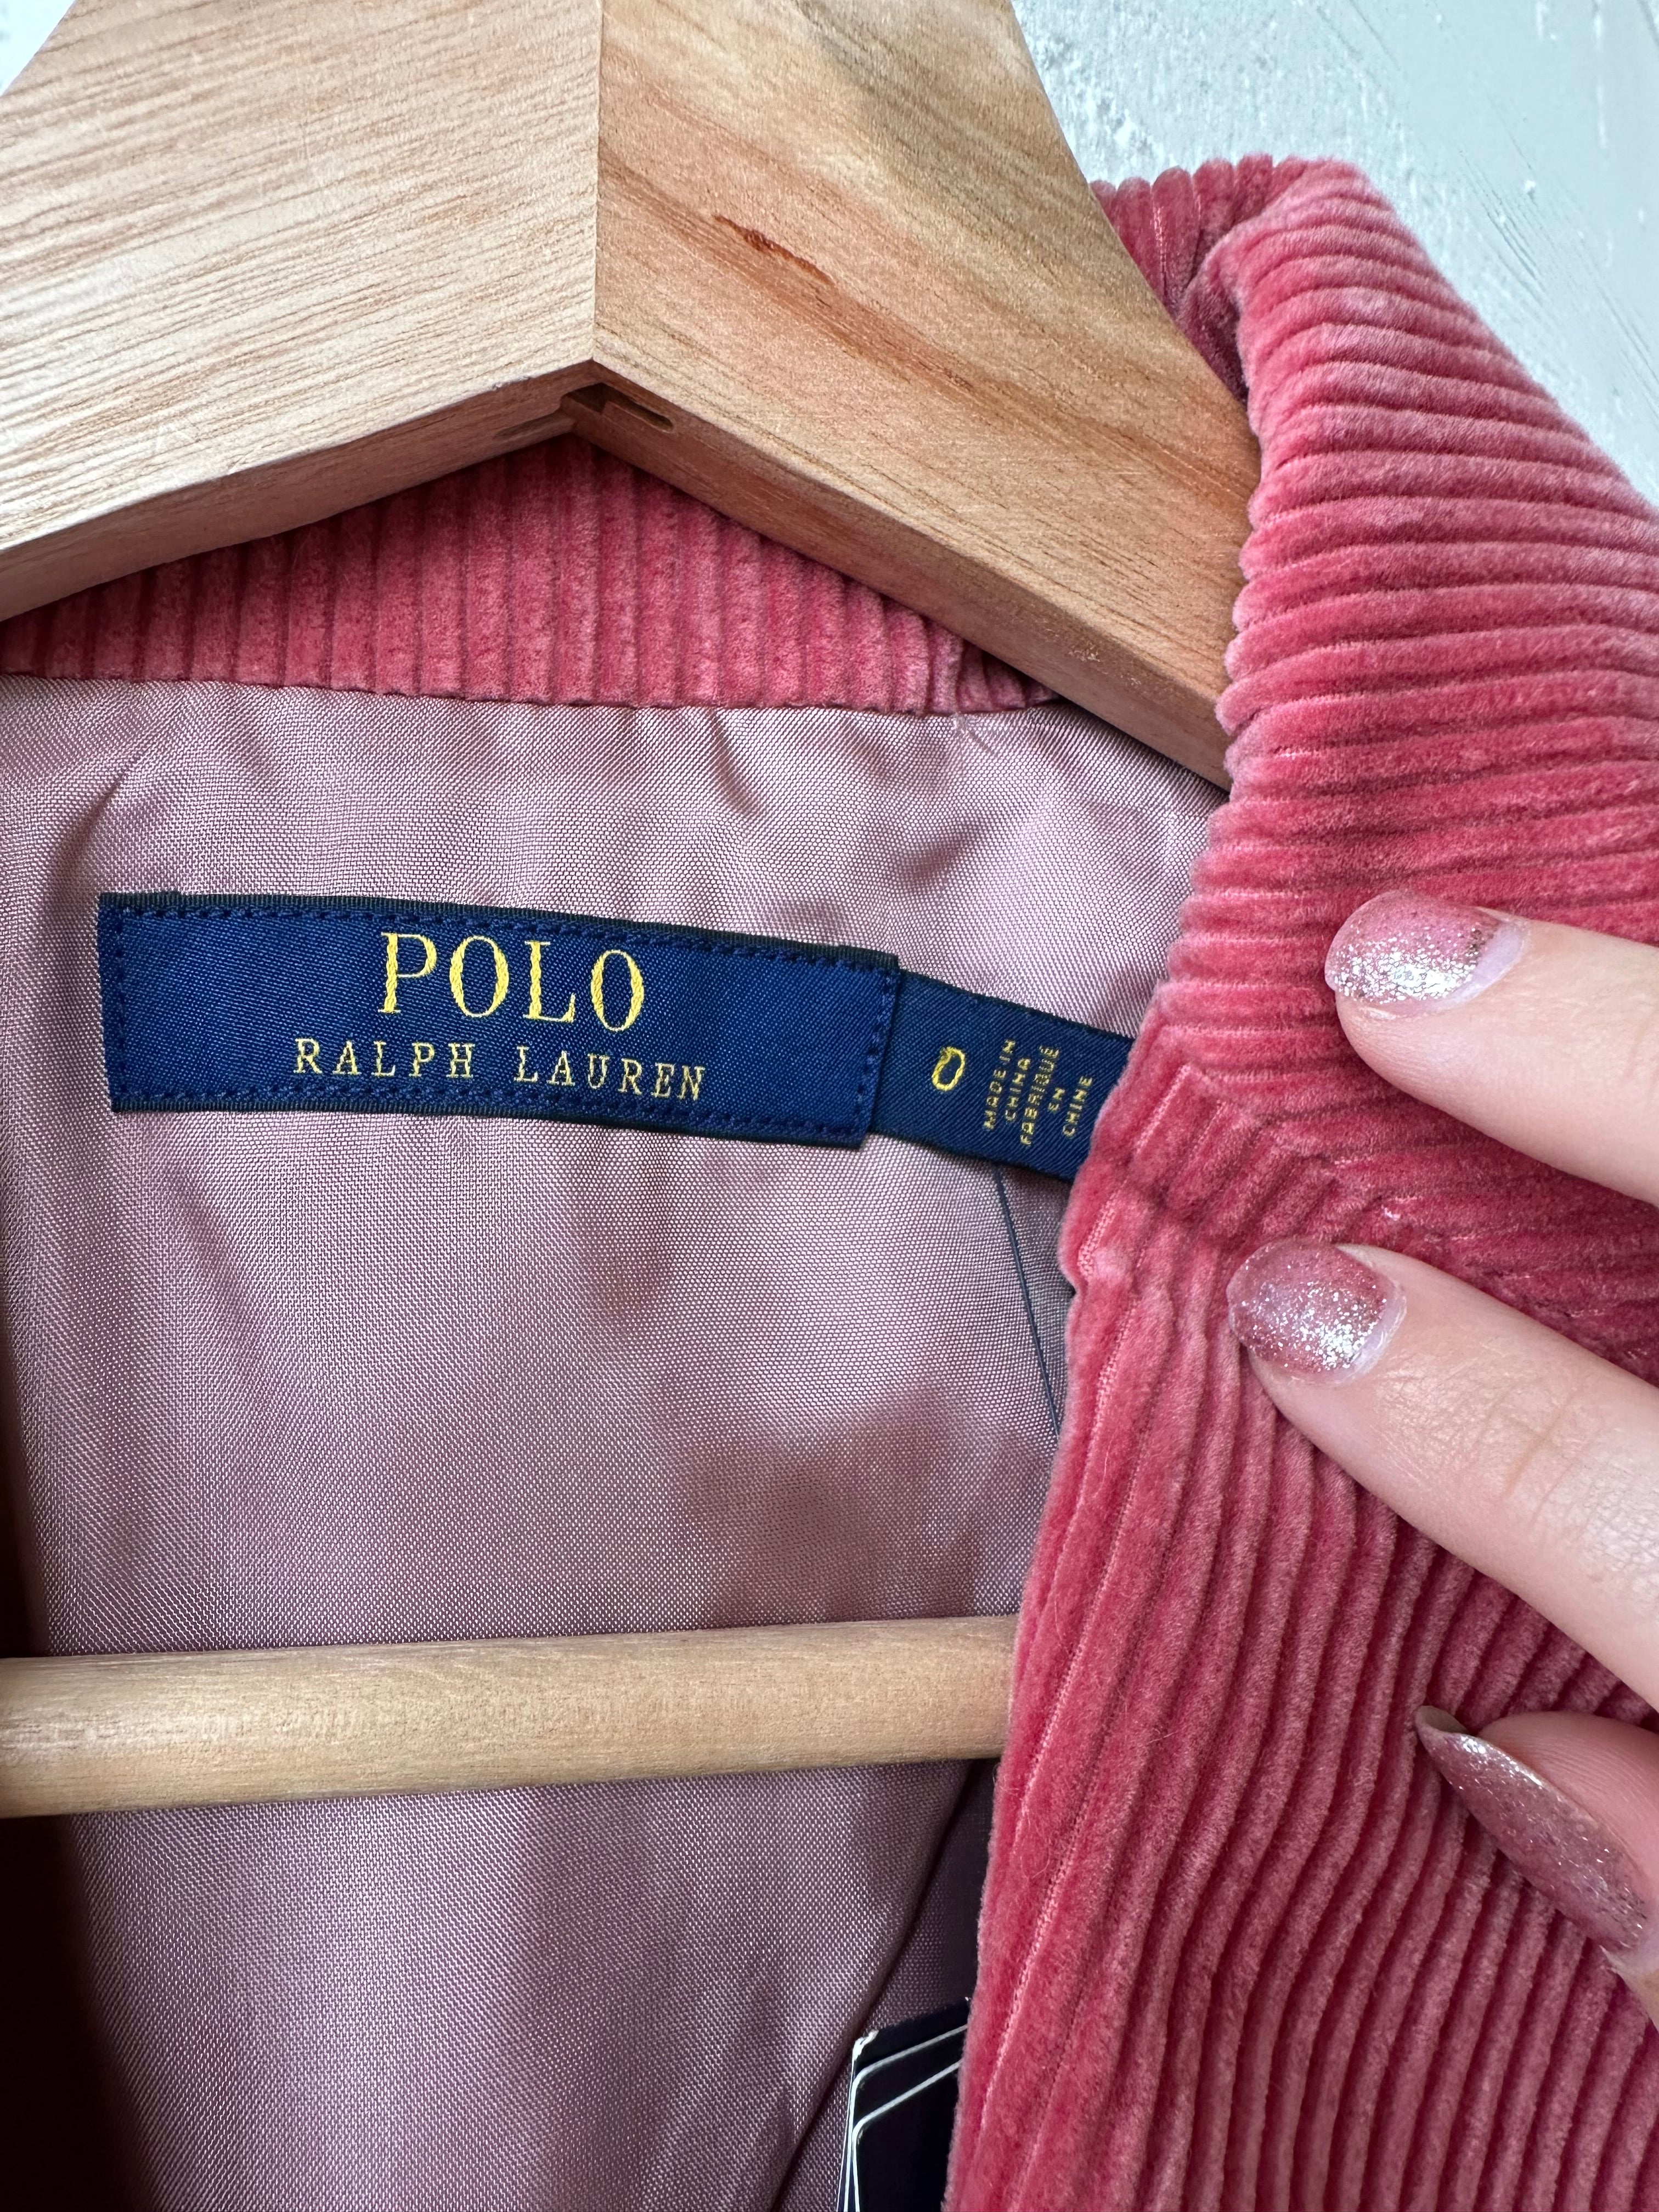 POLO
RALPH LAUREN
0
MADE IN
CHINA
FABRIQUÉ
EN
CHINE